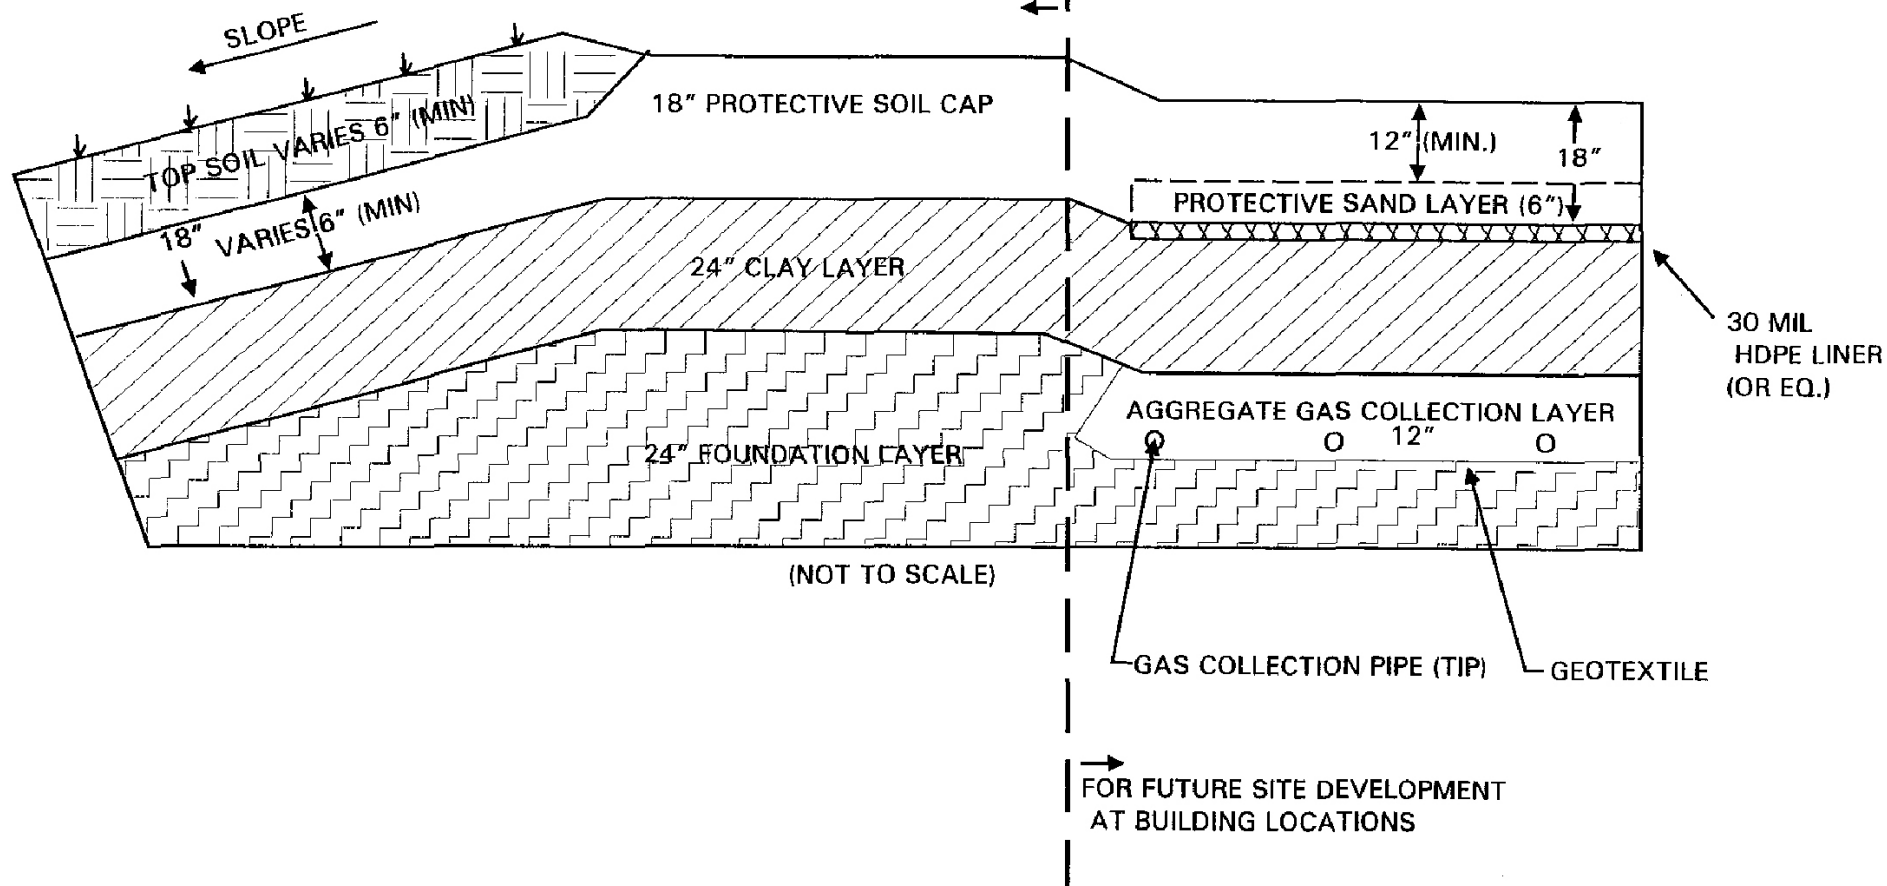 SLOPE
TOP SOIL VARIES 6" (MIN)
18" VARIES 6" (MIN)
18" PROTECTIVE SOIL CAP
12" (MIN.)
18"
PROTECTIVE SAND LAYER (6")
24" CLAY LAYER
30 MIL
HDPE LINER
(OR EQ.)
AGGREGATE GAS COLLECTION LAYER
12"
24" FOUNDATION LAYER
(NOT TO SCALE)
GAS COLLECTION PIPE (TIP)
GEOTEXTILE
FOR FUTURE SITE DEVELOPMENT
AT BUILDING LOCATIONS